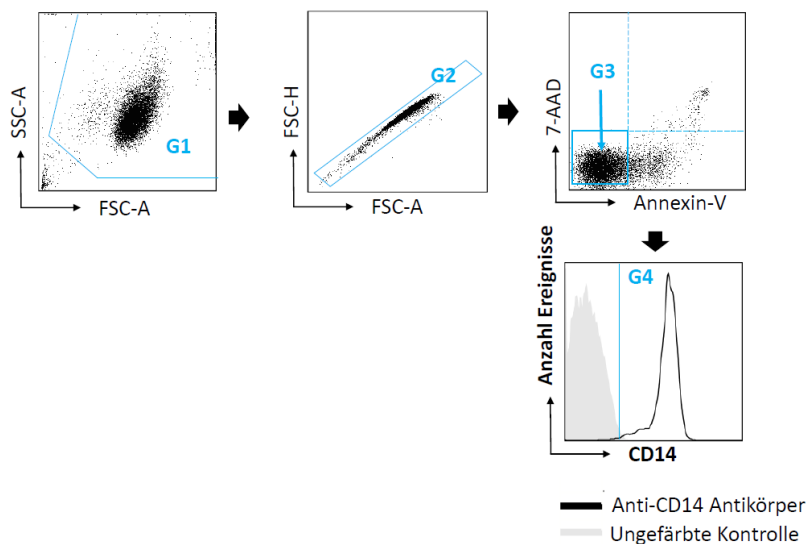 SSC-A
G1
FSC-A
FSC-H
G2
FSC-A
7-AAD
G3
Annexin-V
Anzahl Ereignisse
G4
CD14
Anti-CD14 Antikörper
Ungefärbte Kontrolle